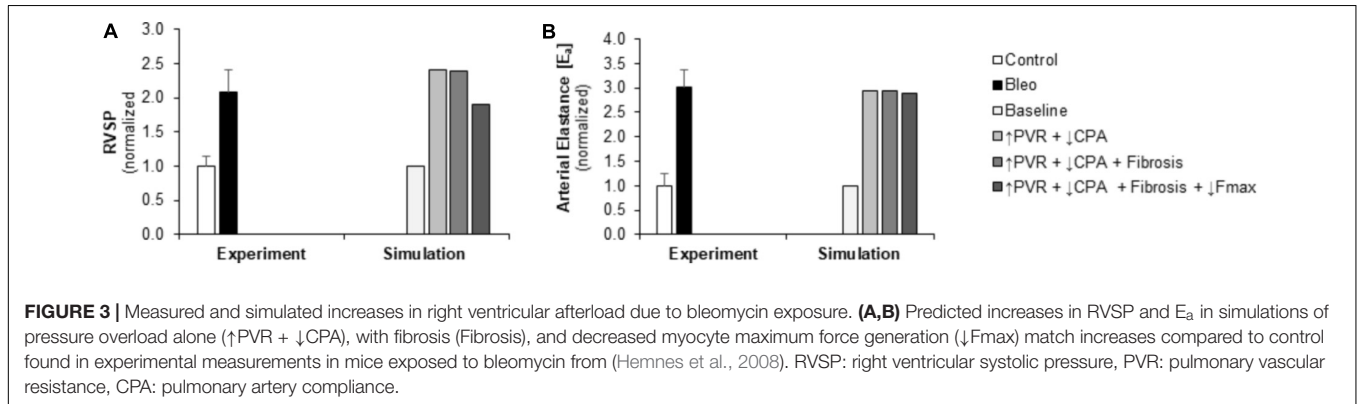 A
3.0
2.5
2.0
1.5
1.0
0.5
0.0
RVSP
(normalized)
Experiment
Simulation
B
4.0
3.5
3.0
2.5
2.0
1.5
1.0
0.5
0.0
Arterial Elastance [Ea]
(normalized)
Experiment
Simulation
Control
Bleo
Baseline
↑PVR + ↓CPA
↑PVR + ↓CPA + Fibrosis
↑PVR + ↓CPA + Fibrosis + ↓Fmax
FIGURE 3 | Measured and simulated increases in right ventricular afterload due to bleomycin exposure. (A,B) Predicted increases in RVSP and Ea in simulations of
pressure overload alone (↑PVR + ↓CPA), with fibrosis (Fibrosis), and decreased myocyte maximum force generation (↓Fmax) match increases compared to control
found in experimental measurements in mice exposed to bleomycin from (Hemnes et al., 2008). RVSP: right ventricular systolic pressure, PVR: pulmonary vascular
resistance, CPA: pulmonary artery compliance.